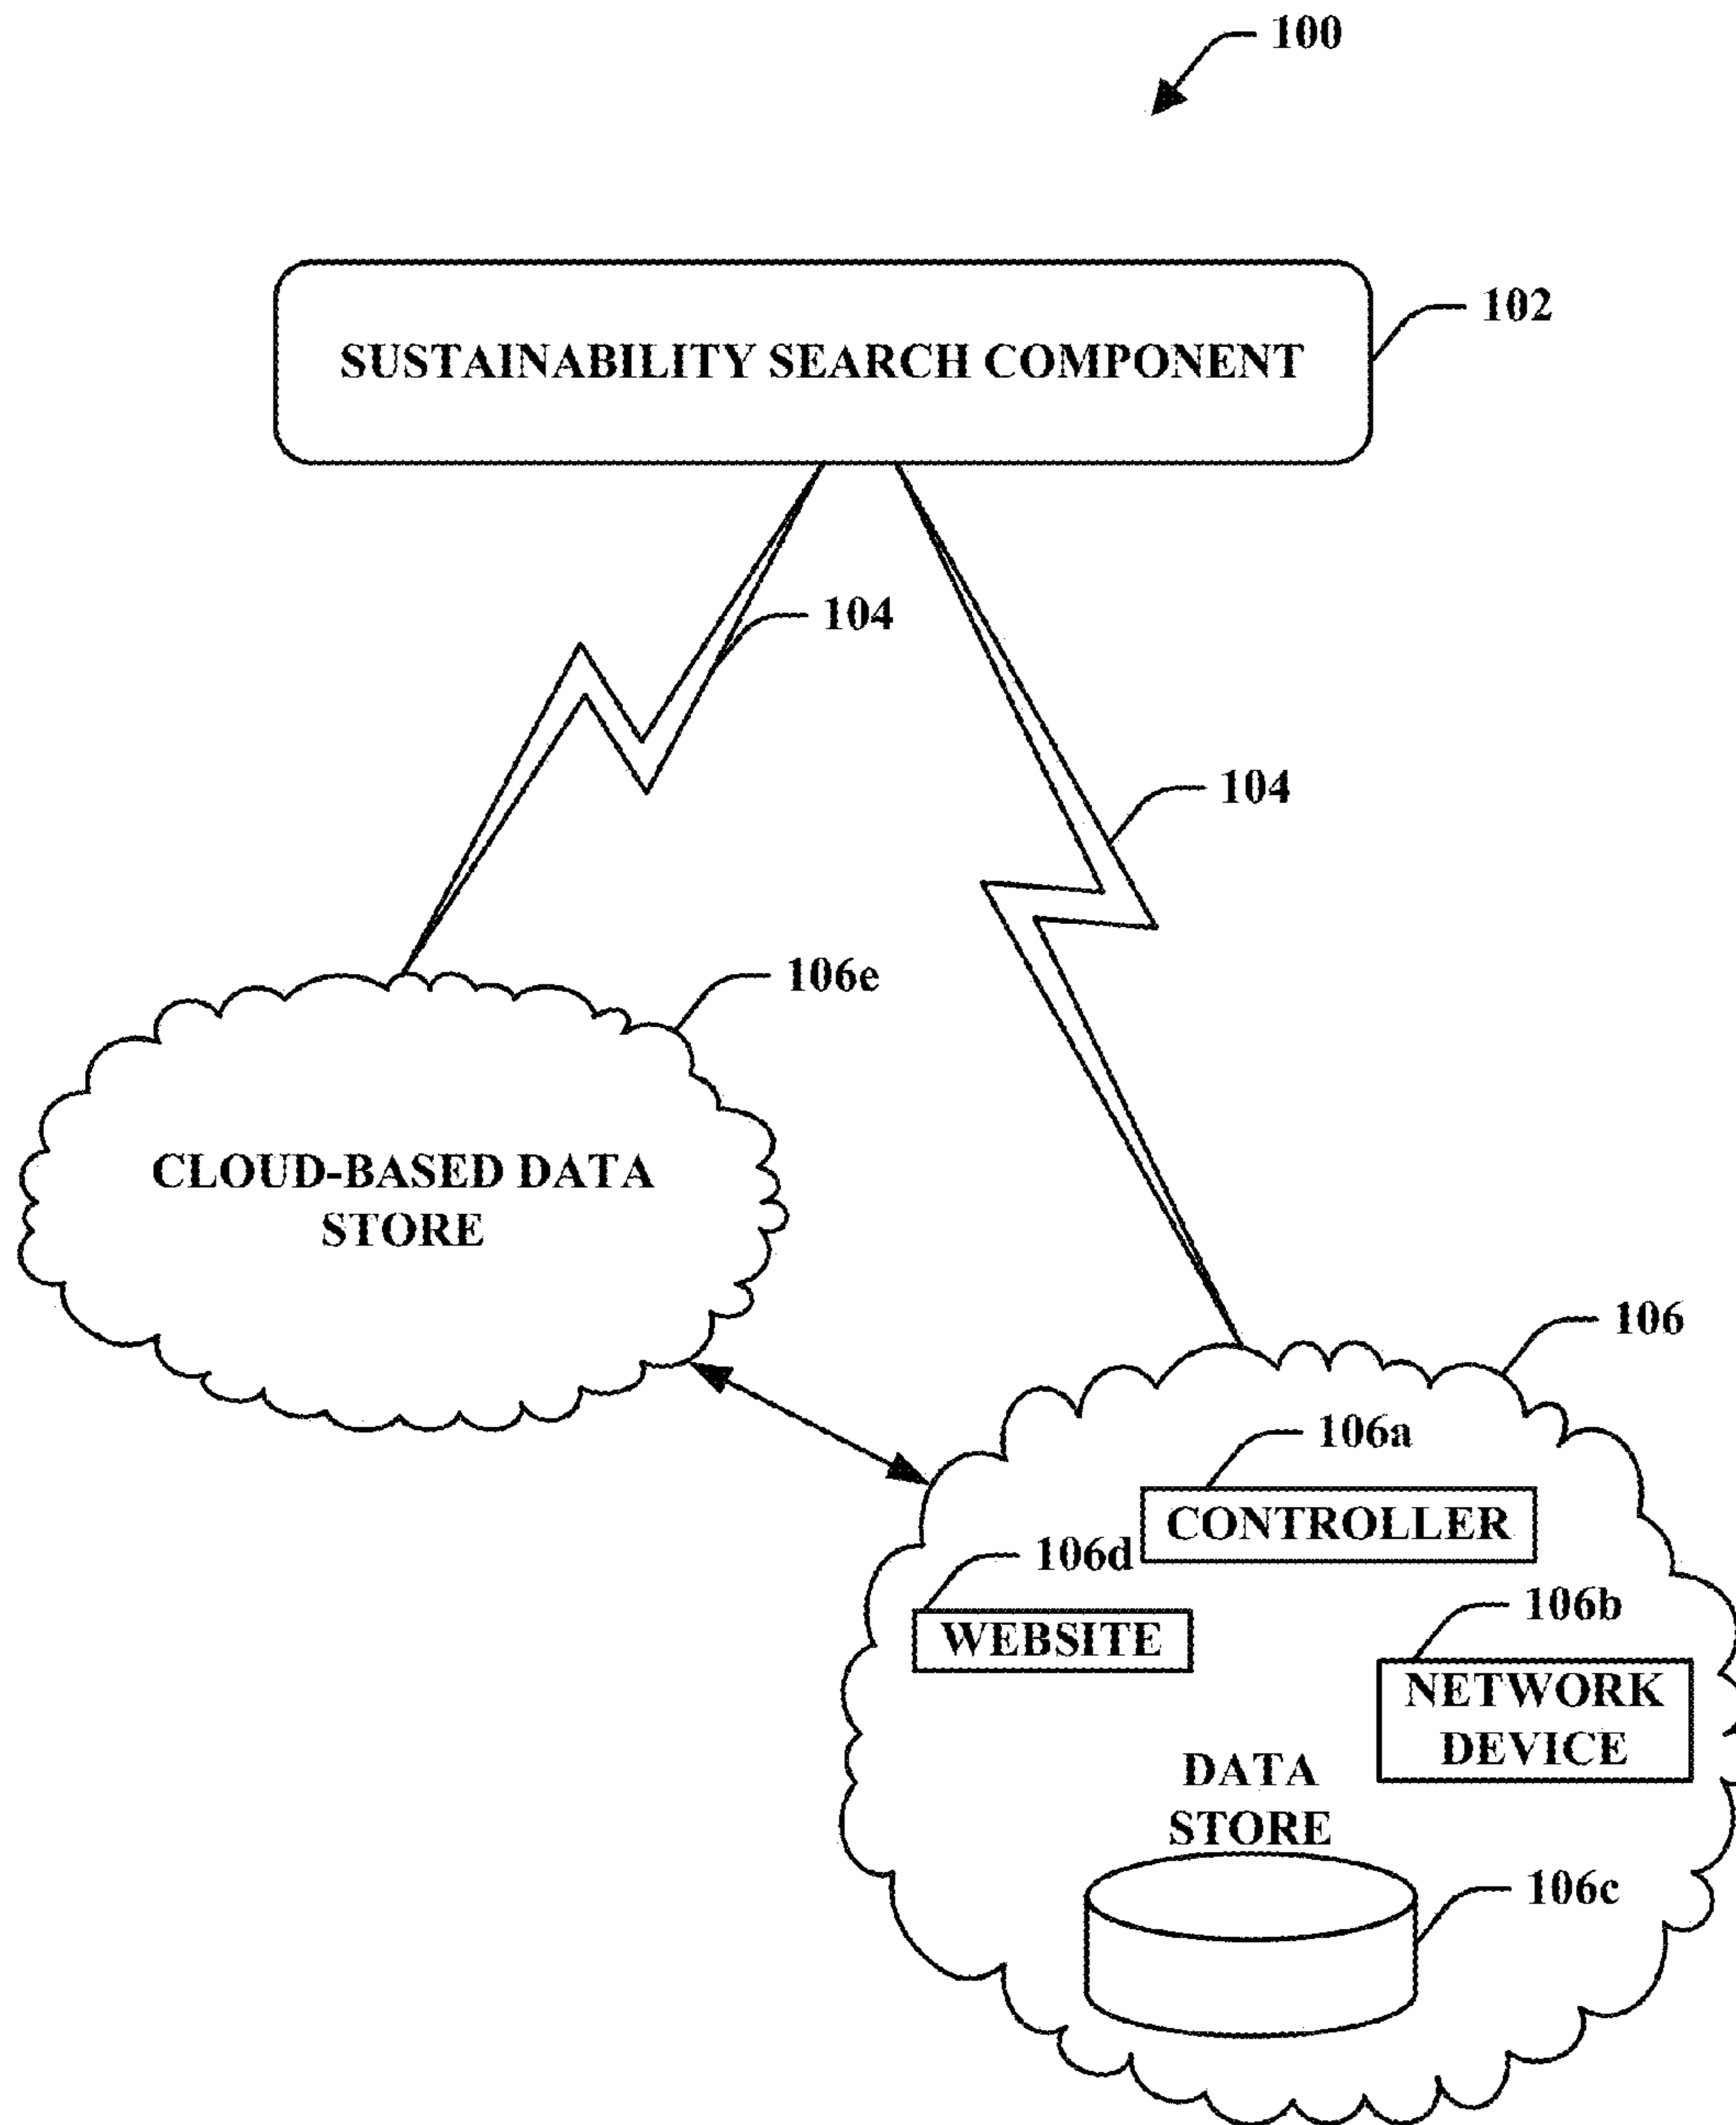 100
SUSTAINABILITY SEARCH COMPONENT
102
104
104
106e
CLOUD-BASED DATA
STORE
106
106a
CONTROLLER
106d
WEBSITE
106b
NETWORK
DEVICE
DATA
STORE
106c